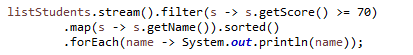 listStudents.stream().filter(s -> s.getScore() >= 70)
.map(s -> s.getName()).sorted()
.forEach(name -> System.out.println(name));